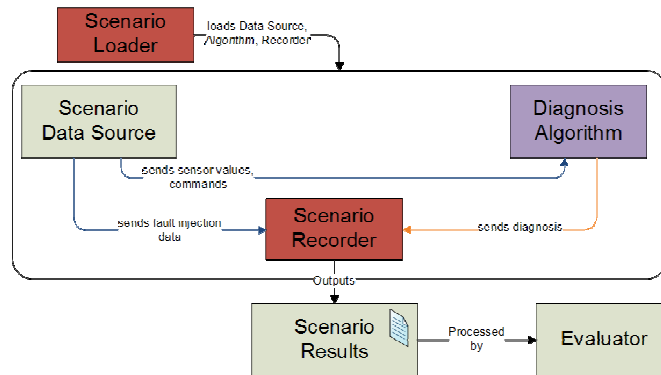 Scenario
Loader
loads Data Source,
Algorithm, Recorder
Scenario
Data Source
Diagnosis
Algorithm
sends sensor values,
commands
sends fault injection
data
Scenario
Recorder
sends diagnosis
Outputs
Scenario
Results
Processed
by
Evaluator